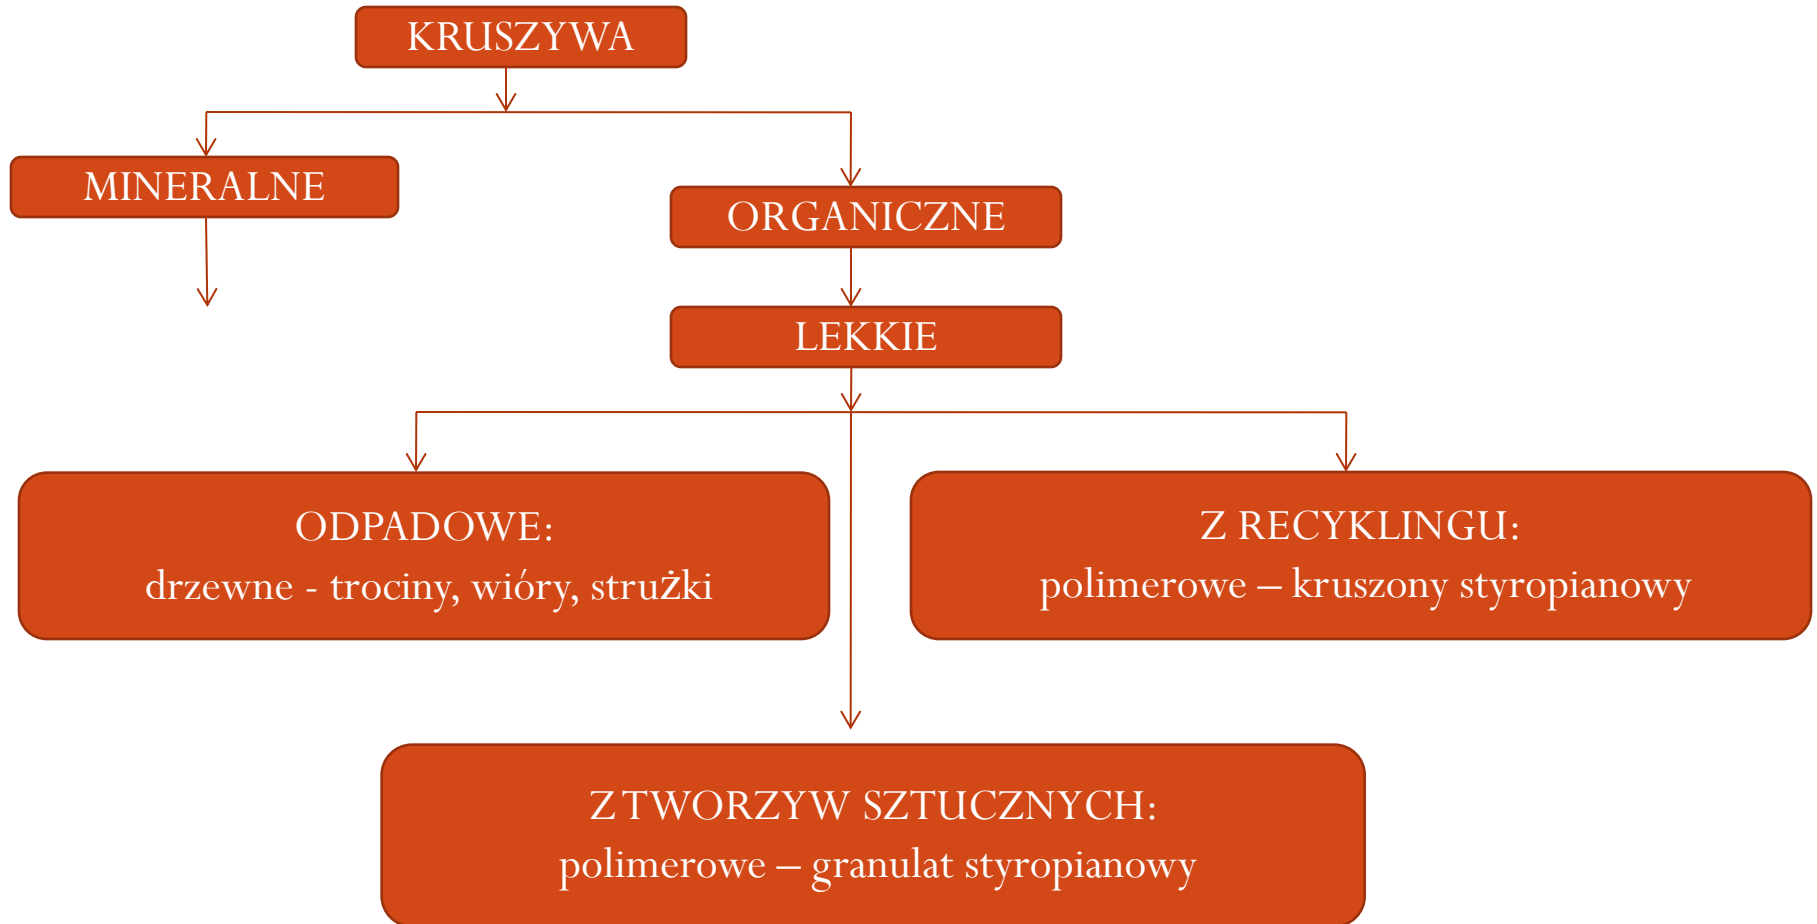 KRUSZYWA
MINERALNE
ORGANICZNE
LEKKIE
ODPADOWE:
drzewne - trociny, wióry, strużki
Z RECYKLINGU:
polimerowe – kruszony styropianowy
Z TWORZYW SZTUCZNYCH:
polimerowe – granulat styropianowy